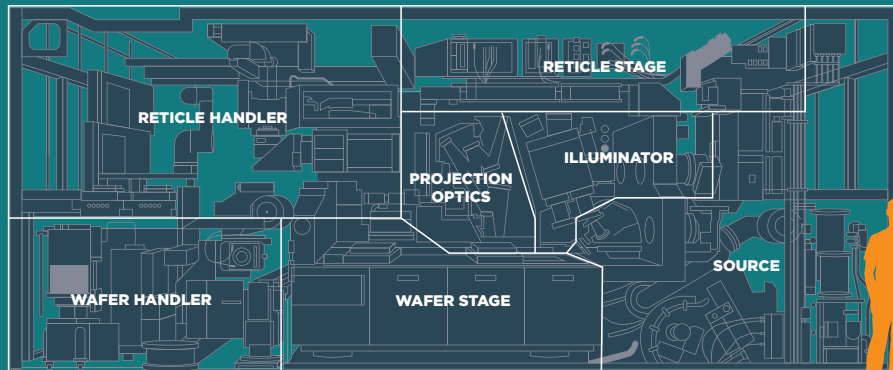 RETICLE STAGE
RETICLE HANDLER
ILLUMINATOR
PROJECTION
OPTICS
SOURCE
WAFER HANDLER
WAFER STAGE